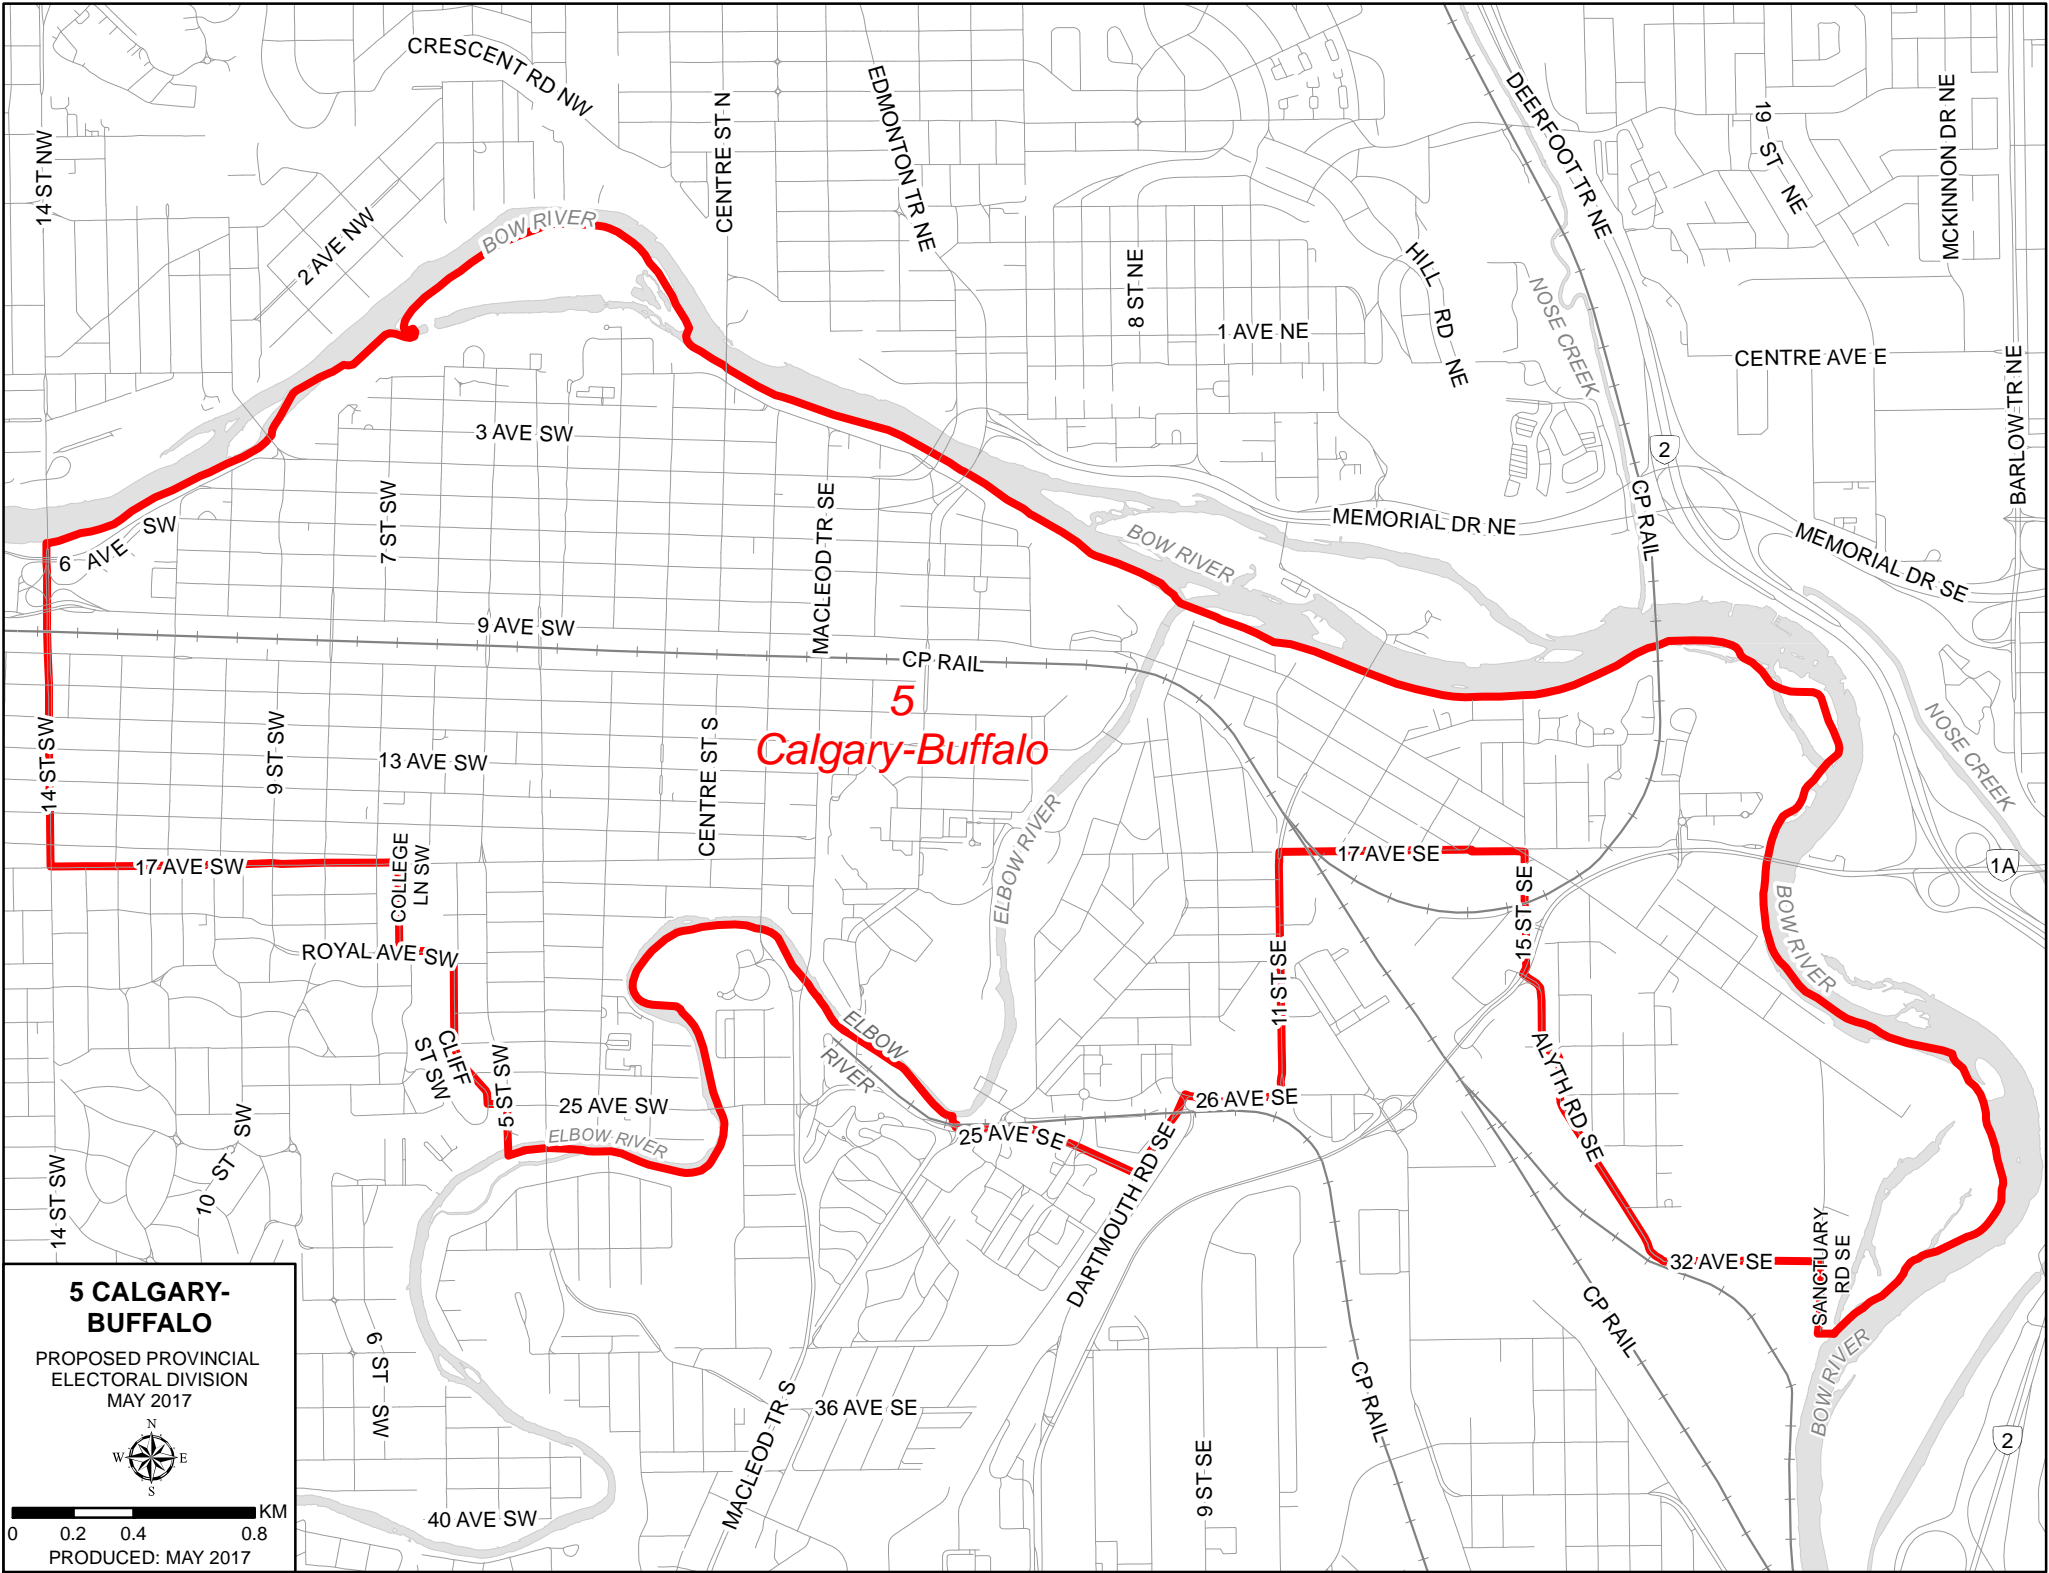 CRESCENT RD NW
14 ST NW
2 AVE NW
BOW RIVER
CENTRE ST N
EDMONTON TR NE
8 ST NE
1 AVE NE
HILL RD NE
DEERFOOT TR NE
NOSE CREEK
19 ST NE
MCKINNON DR NE
CENTRE AVE E
BARLOW TR NE
2
CP RAIL
3 AVE SW
7 ST SW
6 AVE SW
MACLEOD TR SE
BOW RIVER
MEMORIAL DR NE
MEMORIAL DR SE
9 AVE SW
CP RAIL
5
Calgary-Buffalo
14 ST SW
9 ST SW
13 AVE SW
CENTRE ST S
NOSE CREEK
ELBOW RIVER
17 AVE SW
COLLEGE
LN SW
17 AVE SE
15 ST SE
1A
BOW RIVER
ROYAL AVE SW
11 ST SE
CLIFF
ST SW
5 ST SW
25 AVE SW
ELBOW RIVER
ELBOW
RIVER
25 AVE SE
26 AVE SE
DARTMOUTH RD SE
ALYTH RD SE
14 ST SW
10 ST SW
32 AVE SE
SANCTUARY
RD SE
BOW RIVER
CP RAIL
CP RAIL
6 ST SW
36 AVE SE
MACLEOD TR S
9 ST SE
40 AVE SW
2
5 CALGARY-
BUFFALO
PROPOSED PROVINCIAL
ELECTORAL DIVISION
MAY 2017
N
W E
S
KM
0 0.2 0.4 0.8
PRODUCED: MAY 2017